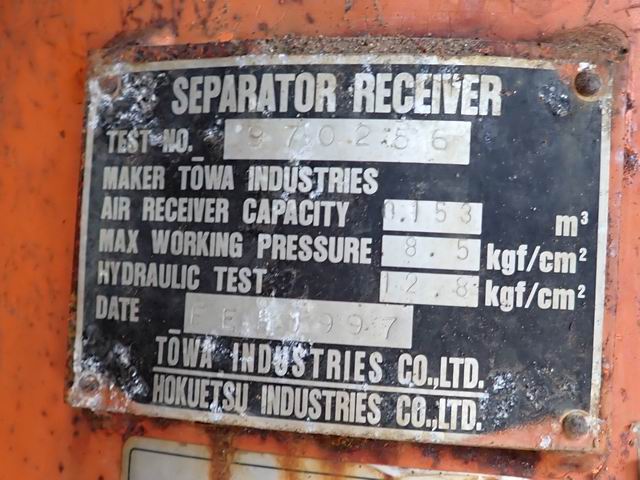 SEPARATOR RECEIVER
TEST NO. 970256
MAKER TŌWA INDUSTRIES
AIR RECEIVER CAPACITY 0.153 m³
MAX WORKING PRESSURE 8.5 kgf/cm²
HYDRAULIC TEST 12.8 kgf/cm²
DATE FEB 1997
TŌWA INDUSTRIES CO.,LTD.
HOKUETSU INDUSTRIES CO.,LTD.